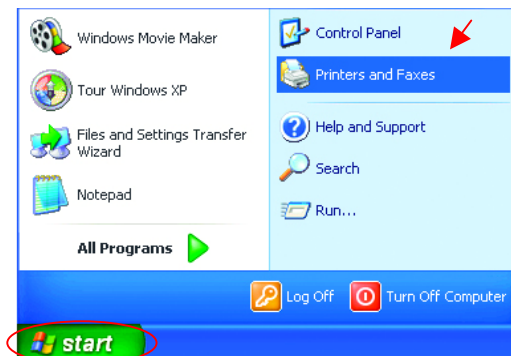 Windows Movie Maker
Tour Windows XP
Files and Settings Transfer
Wizard
Notepad
All Programs
Control Panel
Printers and Faxes
Help and Support
Search
Run...
Log Off
Turn Off Computer
start